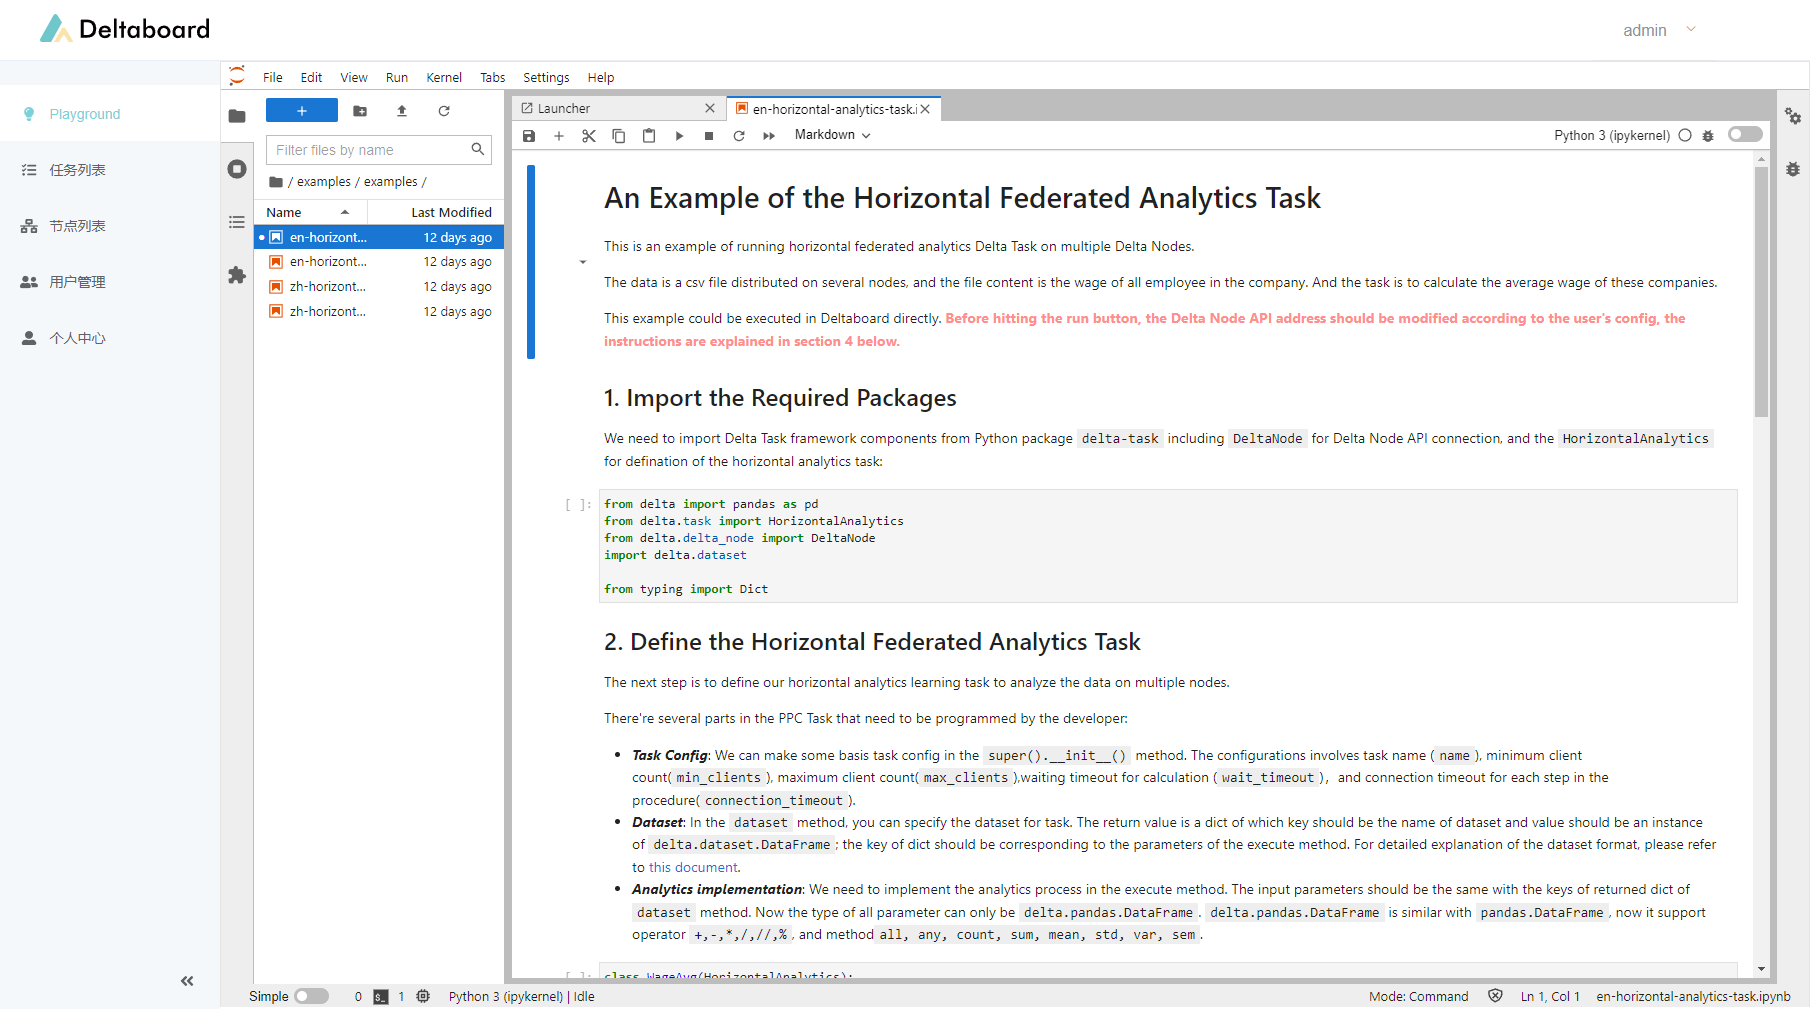 Deltaboard
admin
File Edit View Run Kernel Tabs Settings Help
Playground
任务列表
节点列表
用户管理
个人中心
Filter files by name
/ examples / examples /
Name Last Modified
en-horizont... 12 days ago
en-horizont... 12 days ago
zh-horizont... 12 days ago
zh-horizont... 12 days ago
Launcher
en-horizontal-analytics-task.i
Markdown
Python 3 (ipykernel)
An Example of the Horizontal Federated Analytics Task
This is an example of running horizontal federated analytics Delta Task on multiple Delta Nodes.
The data is a csv file distributed on several nodes, and the file content is the wage of all employee in the company. And the task is to calculate the average wage of these companies.
This example could be executed in Deltaboard directly. Before hitting the run button, the Delta Node API address should be modified according to the user's config, the
instructions are explained in section 4 below.
1. Import the Required Packages
We need to import Delta Task framework components from Python package delta-task including DeltaNode for Delta Node API connection, and the HorizontalAnalytics
for defination of the horizontal analytics task:
[ ]:
from delta import pandas as pd
from delta.task import HorizontalAnalytics
from delta.delta_node import DeltaNode
import delta.dataset
from typing import Dict
2. Define the Horizontal Federated Analytics Task
The next step is to define our horizontal analytics learning task to analyze the data on multiple nodes.
There're several parts in the PPC Task that need to be programmed by the developer:
• Task Config: We can make some basis task config in the super().__init__() method. The configurations involves task name ( name ), minimum client
count( min_clients ), maximum client count( max_clients ),waiting timeout for calculation ( wait_timeout ), and connection timeout for each step in the
procedure( connection_timeout ).
• Dataset: In the dataset method, you can specify the dataset for task. The return value is a dict of which key should be the name of dataset and value should be an instance
of delta.dataset.DataFrame ; the key of dict should be corresponding to the parameters of the execute method. For detailed explanation of the dataset format, please refer
to this document.
• Analytics implementation: We need to implement the analytics process in the execute method. The input parameters should be the same with the keys of returned dict of
dataset method. Now the type of all parameter can only be delta.pandas.DataFrame . delta.pandas.DataFrame is similar with pandas.DataFrame , now it support
operator +,-,*,/,//,% , and method all, any, count, sum, mean, std, var, sem .
[ ]:
class WageAvg(HorizontalAnalytics):
Simple 0 1 Python 3 (ipykernel) | Idle
Mode: Command Ln 1, Col 1 en-horizontal-analytics-task.ipynb